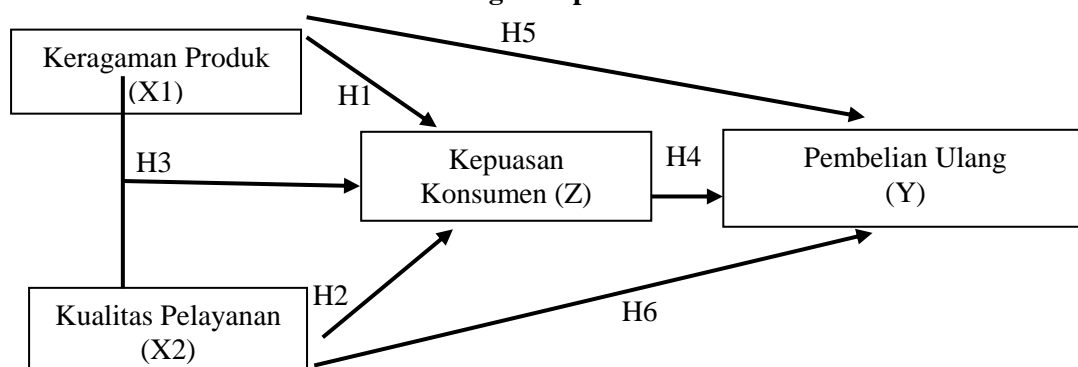 H5
Keragaman Produk
(X1)
H1
H3
Kepuasan
Konsumen (Z)
H4
Pembelian Ulang
(Y)
H2
Kualitas Pelayanan
(X2)
H6